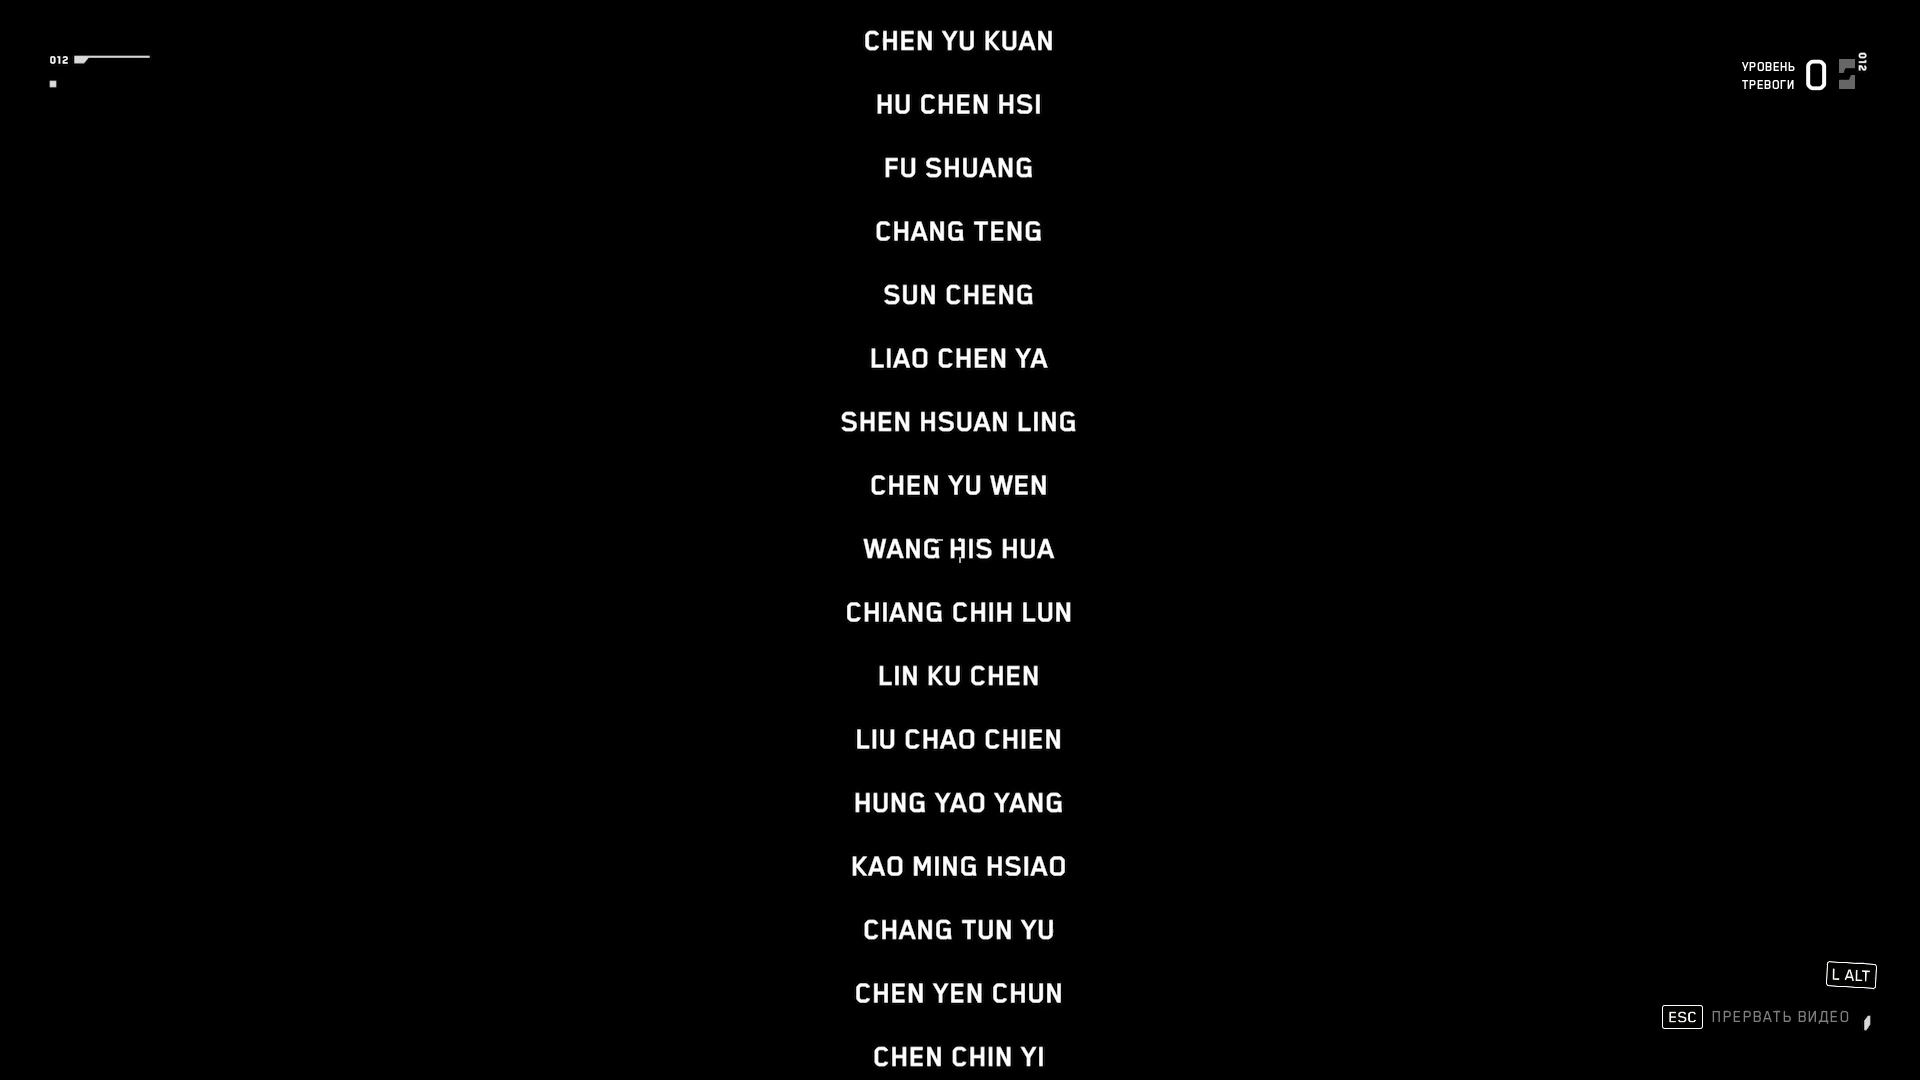 CHEN YU KUAN
012
УРОВЕНЬ
ТРЕВОГИ
0
012
HU CHEN HSI
FU SHUANG
CHANG TENG
SUN CHENG
LIAO CHEN YA
SHEN HSUAN LING
CHEN YU WEN
WANG HIS HUA
CHIANG CHIH LUN
LIN KU CHEN
LIU CHAO CHIEN
HUNG YAO YANG
KAO MING HSIAO
CHANG TUN YU
L ALT
CHEN YEN CHUN
ESC ПРЕРВАТЬ ВИДЕО
CHEN CHIN YI